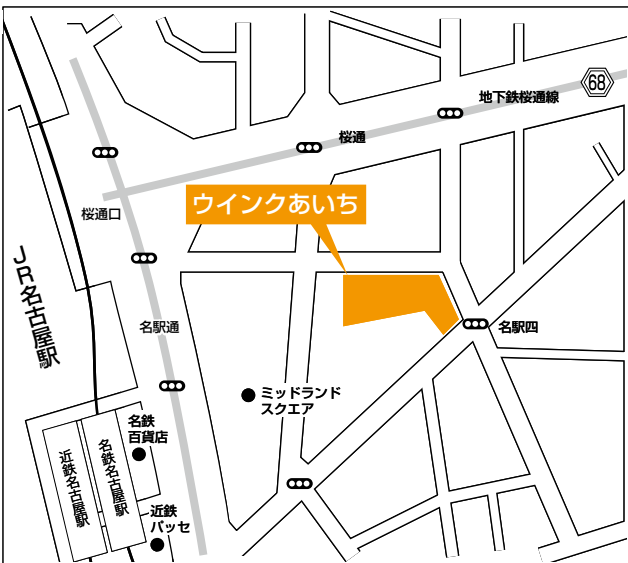 68
地下鉄桜通線
桜通
ウインクあいち
桜通口
JR名古屋駅
名駅通
名駅四
ミッドランド
スクエア
名鉄
百貨店
名鉄名古屋駅
近鉄名古屋駅
近鉄
パッセ